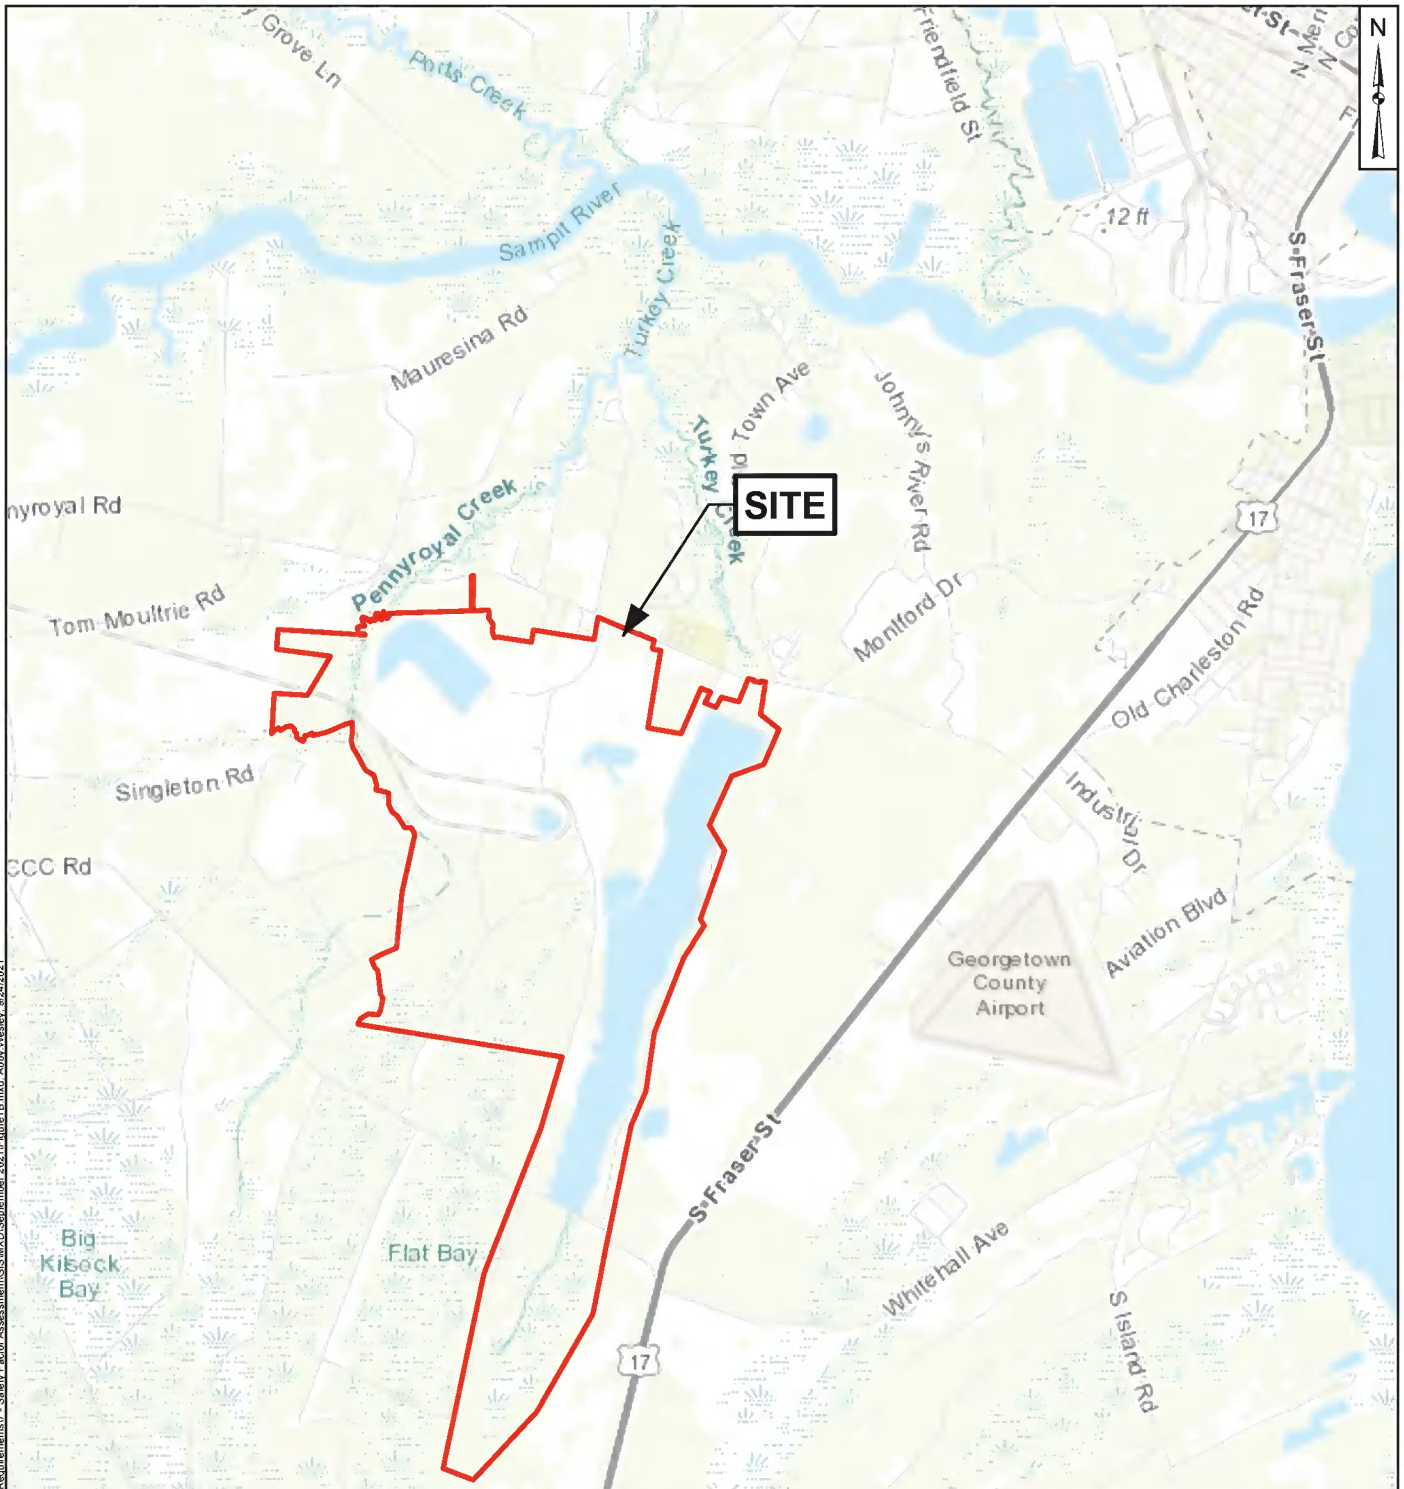 Grove Ln
Ports Creek
Friendfield St
N Meri
N Co
N
12 ft
Sampit River
Turkey Creek
S Fraser St
Mauresina Rd
Town Ave
Johnny's River Rd
Turkey Creek
SITE
nyroyal Rd
Pennyroyal Creek
17
Tom Moultrie Rd
Montford Dr
Old Charleston Rd
Singleton Rd
Industrial Dr
CCC Rd
Aviation Blvd
Georgetown
County
Airport
S Fraser St
Big
Kilsock
Bay
Flat Bay
Whitehall Ave
S Island Rd
17